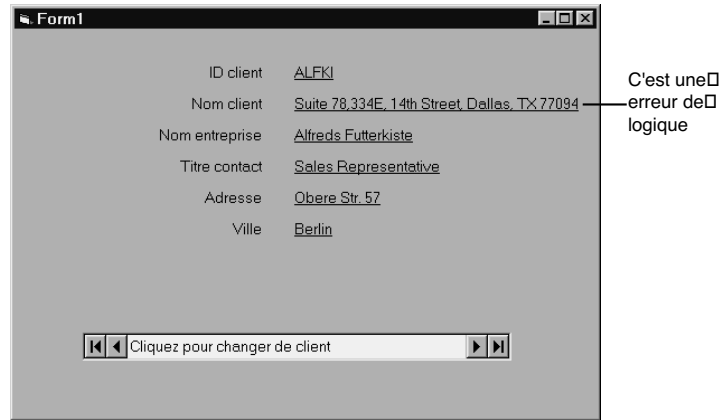 Form1
ID client ALFKI
Nom client Suite 78,334E, 14th Street, Dallas, TX 77094
Nom entreprise Alfreds Futterkiste
Titre contact Sales Representative
Adresse Obere Str. 57
Ville Berlin
Cliquez pour changer de client
C'est une□
erreur de□
logique